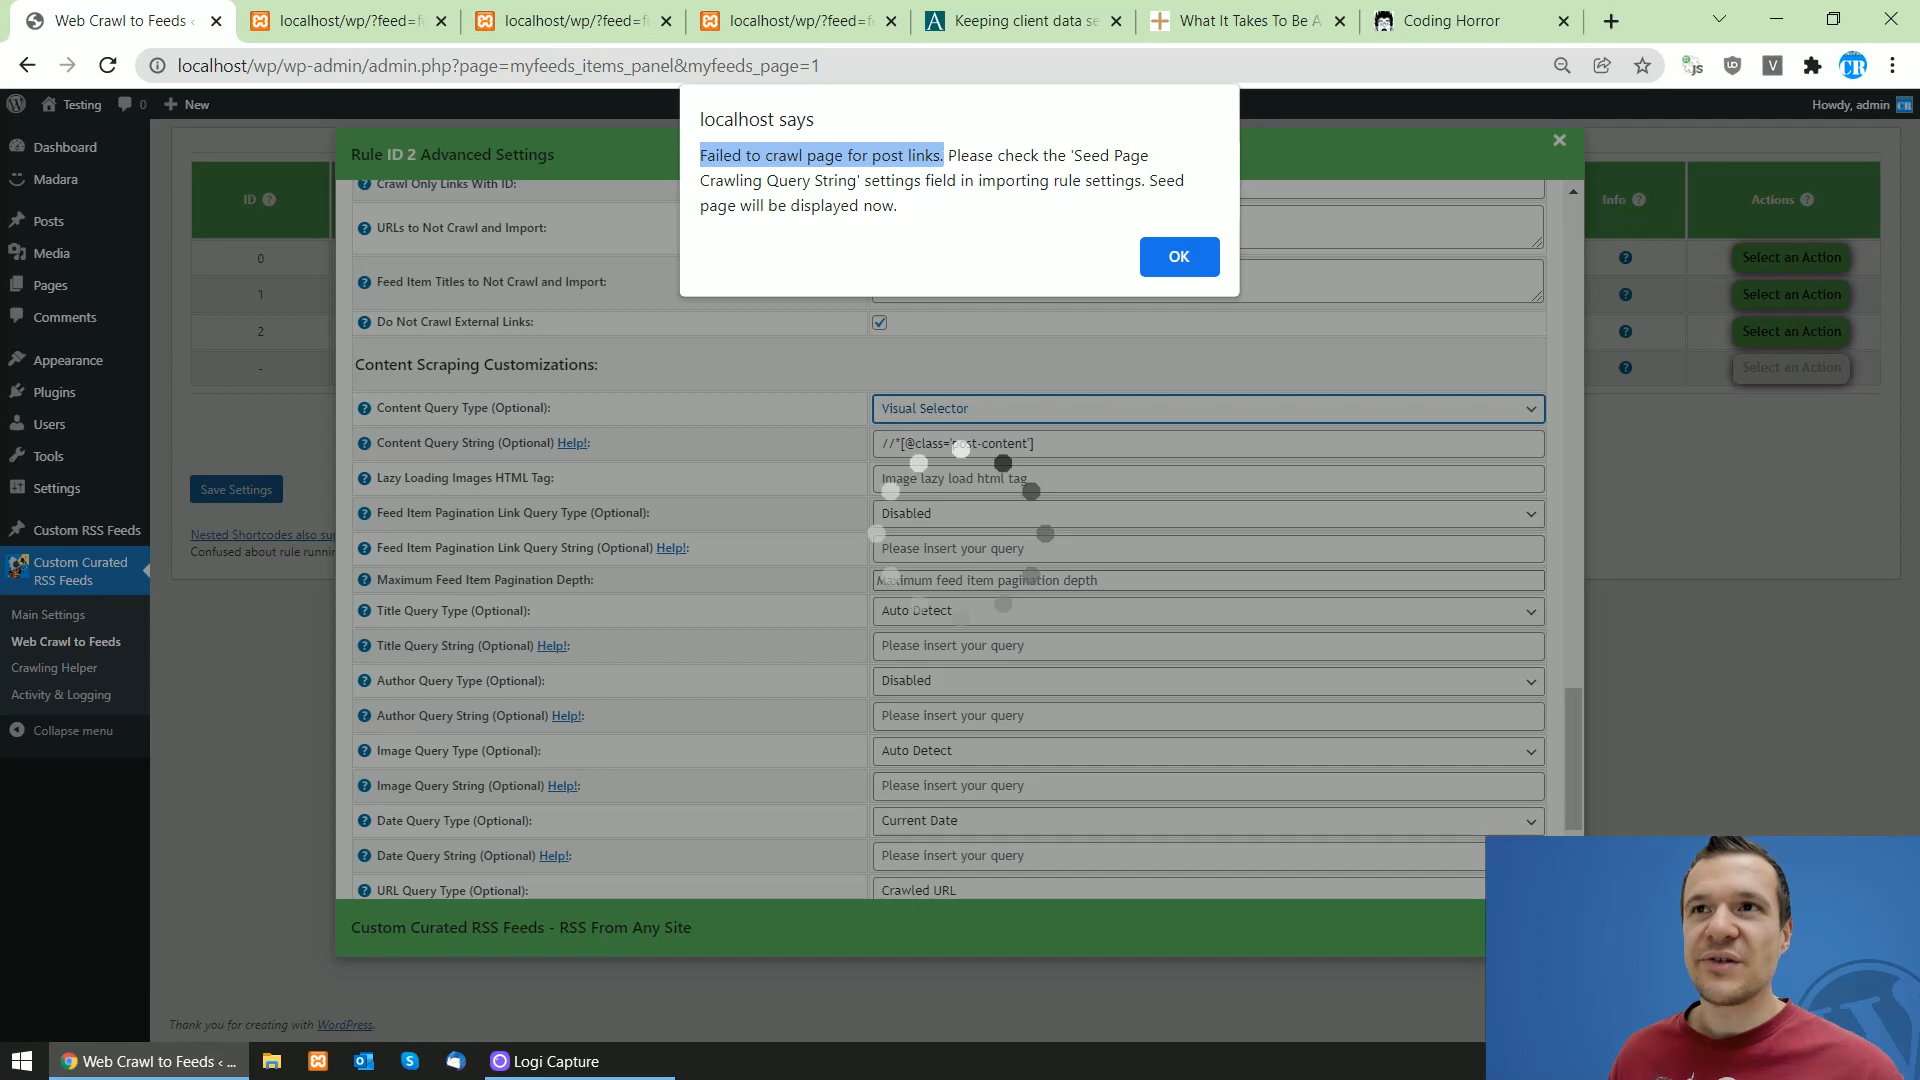 Web Crawl to Feeds ‹
localhost/wp/?feed=f
localhost/wp/?feed=f
localhost/wp/?feed=f
Keeping client data se
What It Takes To Be A
Coding Horror
localhost/wp/wp-admin/admin.php?page=myfeeds_items_panel&myfeeds_page=1
Testing
0
New
Howdy, admin
localhost says
Failed to crawl page for post links. Please check the 'Seed Page
Crawling Query String' settings field in importing rule settings. Seed
page will be displayed now.
OK
Dashboard
Madara
Posts
Media
Pages
Comments
Appearance
Plugins
Users
Tools
Settings
Custom RSS Feeds
Custom Curated
RSS Feeds
Main Settings
Web Crawl to Feeds
Crawling Helper
Activity & Logging
Collapse menu
ID
0
1
2
-
Save Settings
Nested Shortcodes also su
Confused about rule runnin
Rule ID 2 Advanced Settings
Crawl Only Links With ID:
URLs to Not Crawl and Import:
Feed Item Titles to Not Crawl and Import:
Do Not Crawl External Links:
Content Scraping Customizations:
Content Query Type (Optional):
Visual Selector
Content Query String (Optional) Help!:
//*[@class='post-content']
Lazy Loading Images HTML Tag:
Image lazy load html tag
Feed Item Pagination Link Query Type (Optional):
Disabled
Feed Item Pagination Link Query String (Optional) Help!:
Please insert your query
Maximum Feed Item Pagination Depth:
Maximum feed item pagination depth
Title Query Type (Optional):
Auto Detect
Title Query String (Optional) Help!:
Please insert your query
Author Query Type (Optional):
Disabled
Author Query String (Optional) Help!:
Please insert your query
Image Query Type (Optional):
Auto Detect
Image Query String (Optional) Help!:
Please insert your query
Date Query Type (Optional):
Current Date
Date Query String (Optional) Help!:
Please insert your query
URL Query Type (Optional):
Crawled URL
Custom Curated RSS Feeds - RSS From Any Site
Info
Actions
Select an Action
Select an Action
Select an Action
Select an Action
Thank you for creating with WordPress.
Web Crawl to Feeds ‹ ...
Logi Capture